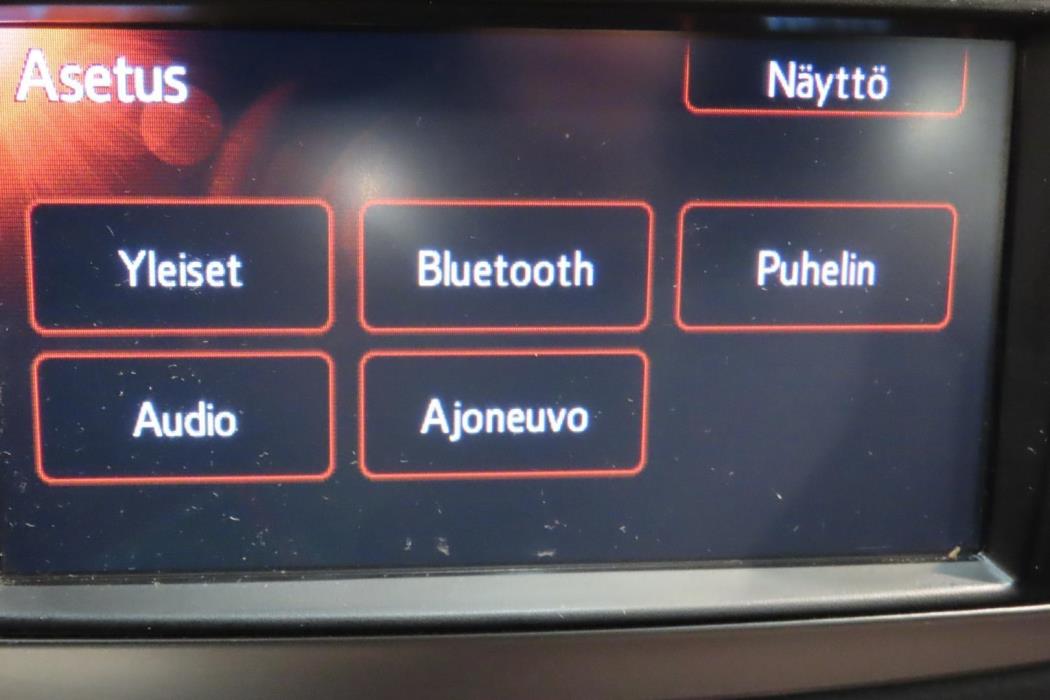 Asetus
Näyttö
Yleiset
Bluetooth
Puhelin
Audio
Ajoneuvo